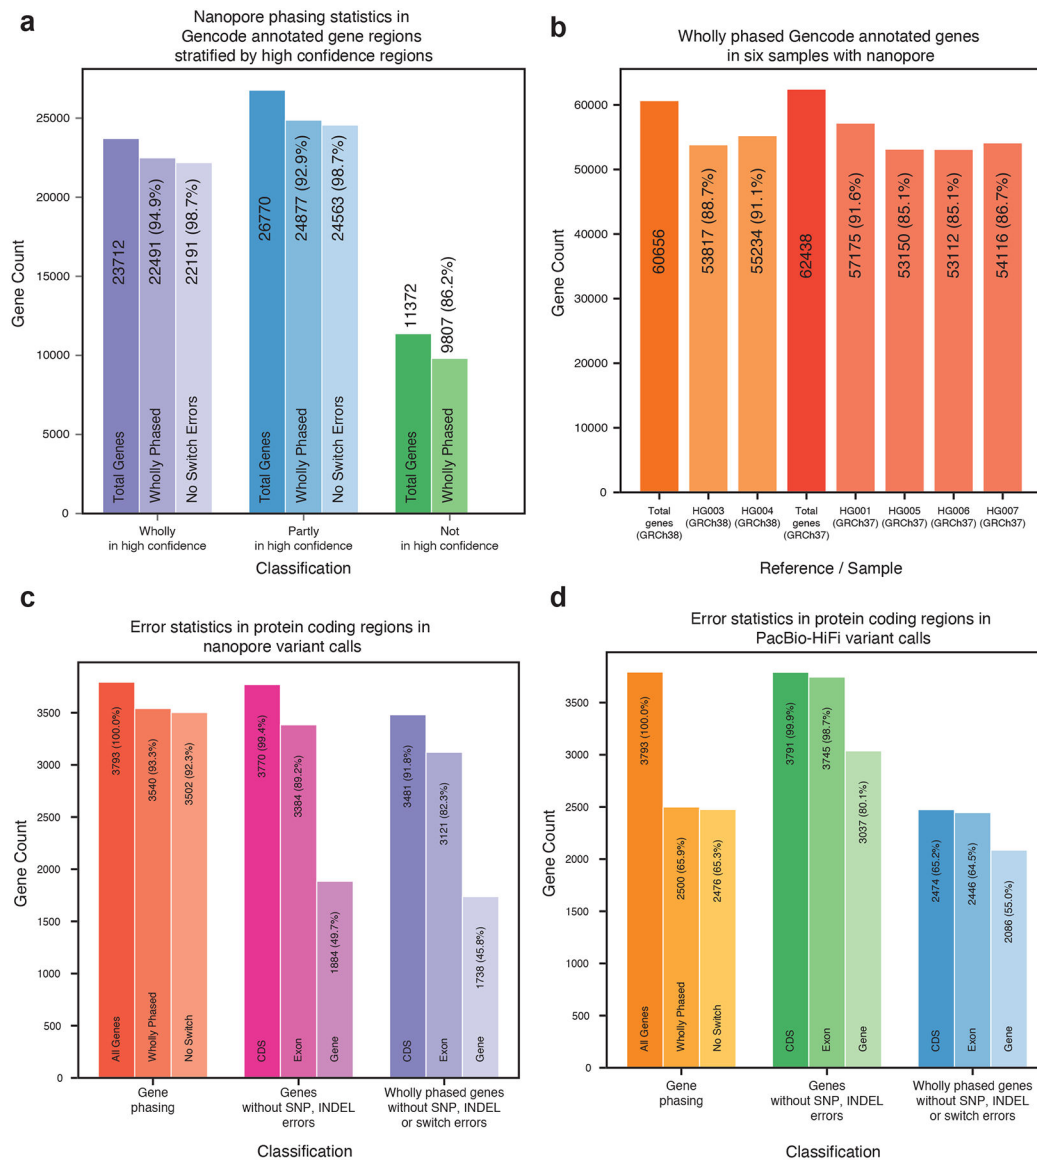 a
Nanopore phasing statistics in
Gencode annotated gene regions
stratified by high confidence regions
Gene Count
25000
20000
15000
10000
5000
0
23712
22491 (94.9%)
22191 (98.7%)
26770
24877 (92.9%)
24563 (98.7%)
11372
9807 (86.2%)
Total Genes
Wholly Phased
No Switch Errors
Total Genes
Wholly Phased
No Switch Errors
Total Genes
Wholly Phased
Wholly
in high confidence
Partly
in high confidence
Not
in high confidence
Classification
b
Wholly phased Gencode annotated genes
in six samples with nanopore
Gene Count
60000
50000
40000
30000
20000
10000
0
60656
53817 (88.7%)
55234 (91.1%)
62438
57175 (91.6%)
53150 (85.1%)
53112 (85.1%)
54116 (86.7%)
Total
genes
(GRCh38)
HG003
(GRCh38)
HG004
(GRCh38)
Total
genes
(GRCh37)
HG001
(GRCh37)
HG005
(GRCh37)
HG006
(GRCh37)
HG007
(GRCh37)
Reference / Sample
c
Error statistics in protein coding regions in
nanopore variant calls
Gene Count
3500
3000
2500
2000
1500
1000
500
0
3793 (100.0%)
3540 (93.3%)
3502 (92.3%)
3770 (99.4%)
3384 (89.2%)
1884 (49.7%)
3481 (91.8%)
3121 (82.3%)
1738 (45.8%)
All Genes
Wholly Phased
No Switch
CDS
Exon
Gene
CDS
Exon
Gene
Gene
phasing
Genes
without SNP, INDEL
errors
Wholly phased genes
without SNP, INDEL
or switch errors
Classification
d
Error statistics in protein coding regions in
PacBio-HiFi variant calls
Gene Count
3500
3000
2500
2000
1500
1000
500
0
3793 (100.0%)
2500 (65.9%)
2476 (65.3%)
3791 (99.9%)
3745 (98.7%)
3037 (80.1%)
2474 (65.2%)
2446 (64.5%)
2086 (55.0%)
All Genes
Wholly Phased
No Switch
CDS
Exon
Gene
CDS
Exon
Gene
Gene
phasing
Genes
without SNP, INDEL
errors
Wholly phased genes
without SNP, INDEL
or switch errors
Classification